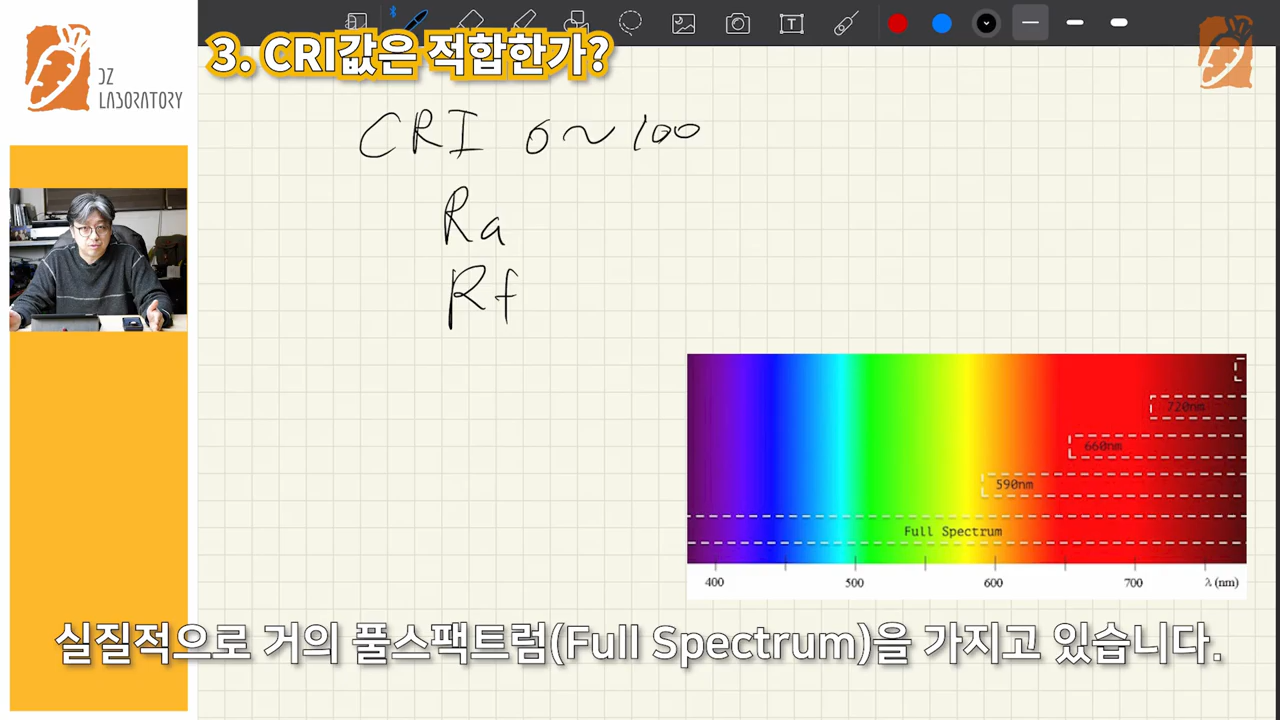 3. CRI값은 적합한가?
DZ
LABORATORY
CRI 0~100
Ra
Rf
720nm
660nm
590nm
Full Spectrum
400 500 600 700 λ (nm)
실질적으로 거의 풀스팩트럼(Full Spectrum)을 가지고 있습니다.